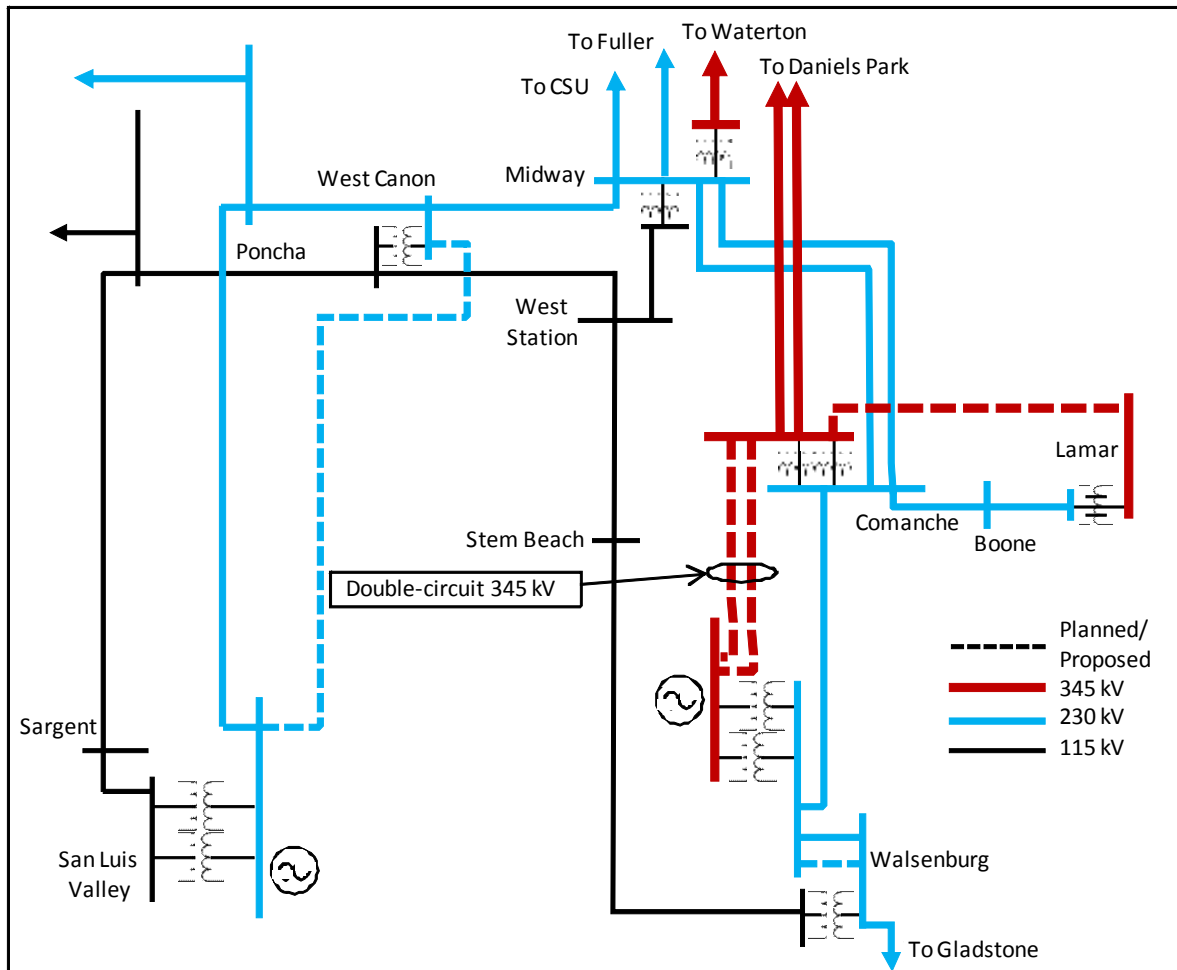 To Waterton
To Fuller
To Daniels Park
To CSU
West Canon
Midway
Poncha
West
Station
Lamar
Comanche
Boone
Stem Beach
Double-circuit 345 kV
Planned/
Proposed
345 kV
230 kV
115 kV
Sargent
San Luis
Valley
Walsenburg
To Gladstone